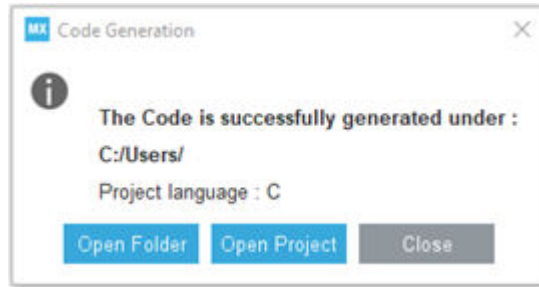 MX Code Generation
The Code is successfully generated under :
C:/Users/
Project language : C
Open Folder Open Project Close